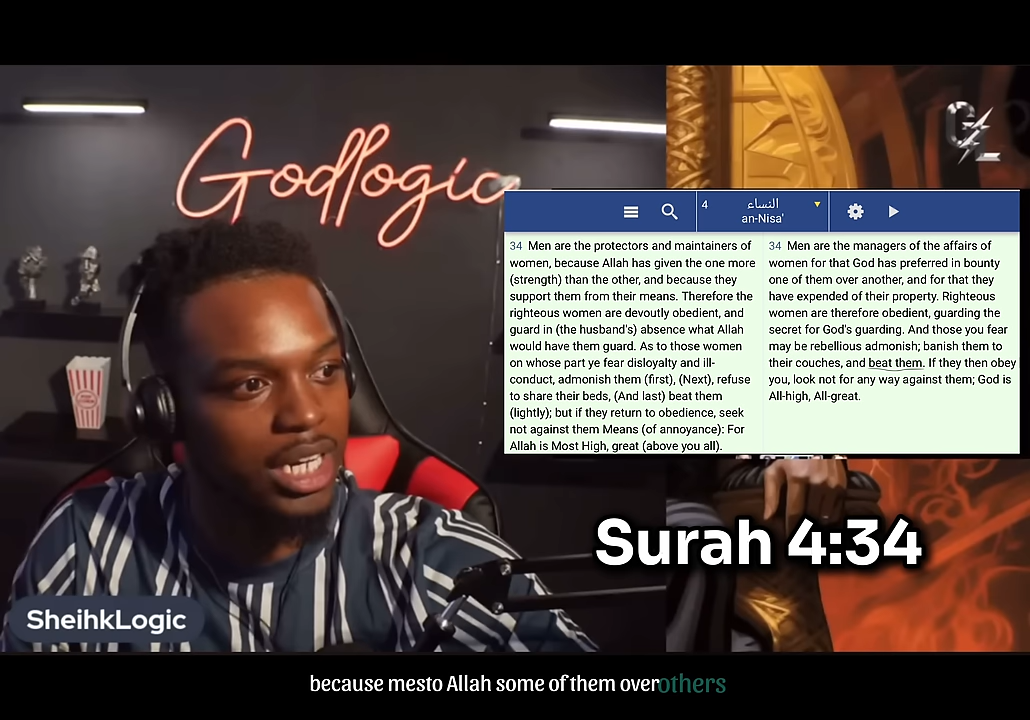 Godlogic
GL
4
النساء
an-Nisa'
34 Men are the protectors and maintainers of
women, because Allah has given the one more
(strength) than the other, and because they
support them from their means. Therefore the
righteous women are devoutly obedient, and
guard in (the husband's) absence what Allah
would have them guard. As to those women
on whose part ye fear disloyalty and ill-
conduct, admonish them (first), (Next), refuse
to share their beds, (And last) beat them
(lightly); but if they return to obedience, seek
not against them Means (of annoyance): For
Allah is Most High, great (above you all).
34 Men are the managers of the affairs of
women for that God has preferred in bounty
one of them over another, and for that they
have expended of their property. Righteous
women are therefore obedient, guarding the
secret for God's guarding. And those you fear
may be rebellious admonish; banish them to
their couches, and beat them. If they then obey
you, look not for any way against them; God is
All-high, All-great.
Surah 4:34
SheihkLogic
because mesto Allah some of them over others